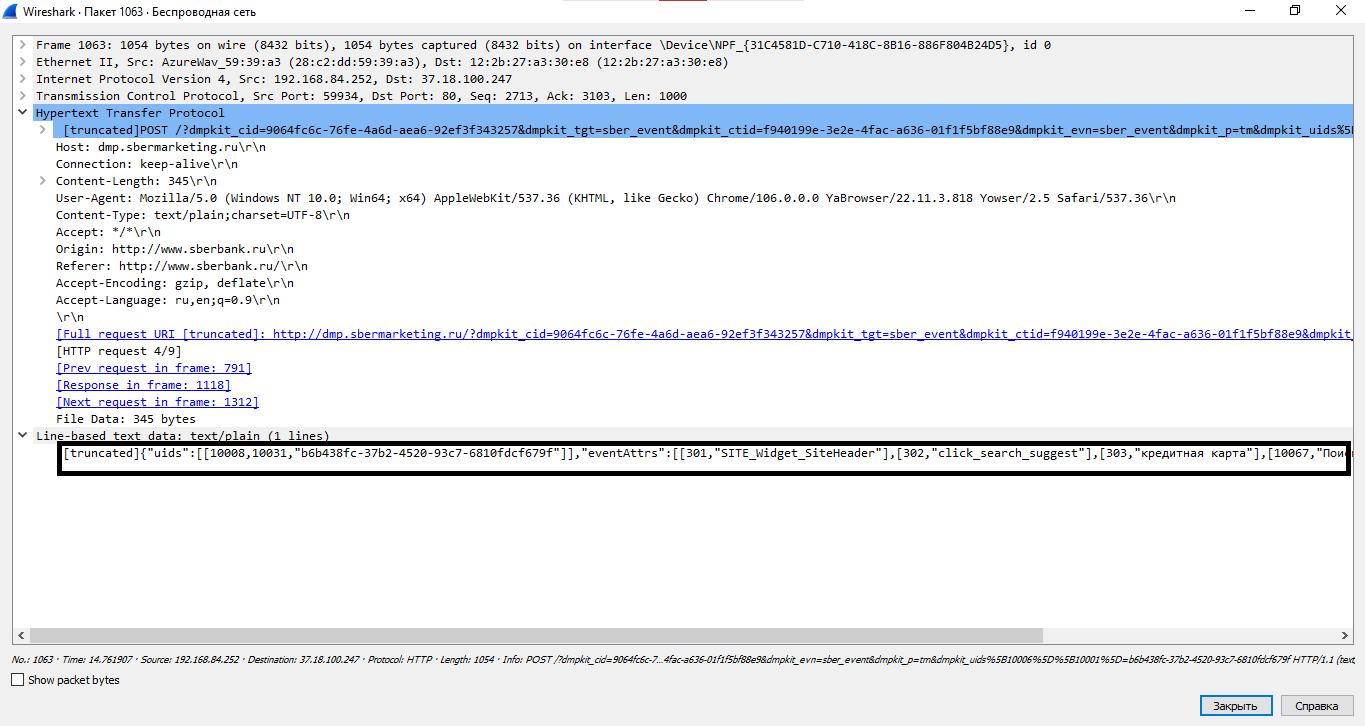 Wireshark · Пакет 1063 · Беспроводная сеть
Frame 1063: 1054 bytes on wire (8432 bits), 1054 bytes captured (8432 bits) on interface \Device\NPF_{31C4581D-C710-418C-8B16-886F804B24D5}, id 0
Ethernet II, Src: AzureWav_59:39:a3 (28:c2:dd:59:39:a3), Dst: 12:2b:27:a3:30:e8 (12:2b:27:a3:30:e8)
Internet Protocol Version 4, Src: 192.168.84.252, Dst: 37.18.100.247
Transmission Control Protocol, Src Port: 59934, Dst Port: 80, Seq: 2713, Ack: 3103, Len: 1000
Hypertext Transfer Protocol
[truncated]POST /?dmpkit_cid=9064fc6c-76fe-4a6d-aea6-92ef3f343257&dmpkit_tgt=sber_event&dmpkit_ctid=f940199e-3e2e-4fac-a636-01f1f5bf88e9&dmpkit_evn=sber_event&dmpkit_p=tm&dmpkit_uids%5
Host: dmp.sbermarketing.ru\r\n
Connection: keep-alive\r\n
Content-Length: 345\r\n
User-Agent: Mozilla/5.0 (Windows NT 10.0; Win64; x64) AppleWebKit/537.36 (KHTML, like Gecko) Chrome/106.0.0.0 YaBrowser/22.11.3.818 Yowser/2.5 Safari/537.36\r\n
Content-Type: text/plain;charset=UTF-8\r\n
Accept: */*\r\n
Origin: http://www.sberbank.ru\r\n
Referer: http://www.sberbank.ru/\r\n
Accept-Encoding: gzip, deflate\r\n
Accept-Language: ru,en;q=0.9\r\n
\r\n
[Full request URI [truncated]: http://dmp.sbermarketing.ru/?dmpkit_cid=9064fc6c-76fe-4a6d-aea6-92ef3f343257&dmpkit_tgt=sber_event&dmpkit_ctid=f940199e-3e2e-4fac-a636-01f1f5bf88e9&dmpkit_
[HTTP request 4/9]
[Prev request in frame: 791]
[Response in frame: 1118]
[Next request in frame: 1312]
File Data: 345 bytes
Line-based text data: text/plain (1 lines)
[truncated]{"uids":[[10008,10031,"b6b438fc-37b2-4520-93c7-6810fdcf679f"]],"eventAttrs":[[301,"SITE_Widget_SiteHeader"],[302,"click_search_suggest"],[303,"кредитная карта"],[10067,"Поис
No.: 1063 · Time: 14.761907 · Source: 192.168.84.252 · Destination: 37.18.100.247 · Protocol: HTTP · Length: 1054 · Info: POST /?dmpkit_cid=9064fc6c-7...4fac-a636-01f1f5bf88e9&dmpkit_evn=sber_event&dmpkit_p=tm&dmpkit_uids%5B10006%5D%5B10001%5D=b6b438fc-37b2-4520-93c7-6810fdcf679f HTTP/1.1 (text,
Show packet bytes
Закрыть
Справка